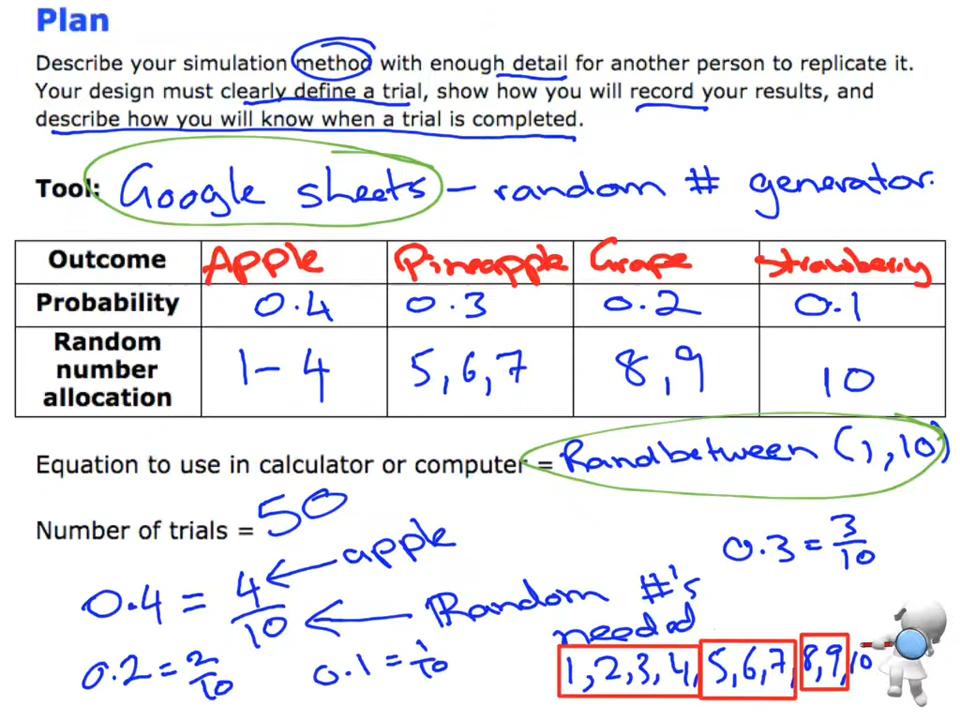 Plan
Describe your simulation method with enough detail for another person to replicate it.
Your design must clearly define a trial, show how you will record your results, and
describe how you will know when a trial is completed.
Tool: Google sheets – random # generator.
Outcome Apple Pineapple Grape Strawberry
Probability 0.4 0.3 0.2 0.1
Random number allocation 1 – 4 5, 6, 7 8, 9 10
Equation to use in calculator or computer = Randbetween (1, 10)
Number of trials = 50
0.4 = 4/10 ← apple
← Random #'s needed
0.3 = 3/10
0.2 = 2/10 0.1 = 1/10
1, 2, 3, 4, 5, 6, 7, 8, 9, 10